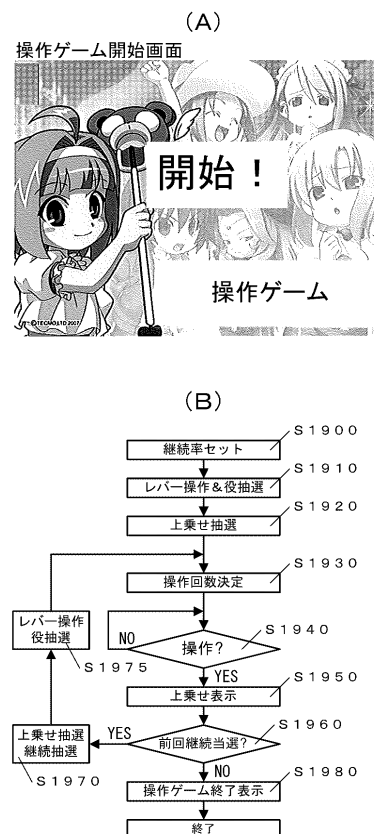 (A)
操作ゲーム開始画面
開始！
操作ゲーム
©TECMO,LTD 2007
(B)
継続率セット
S1900
レバー操作&役抽選
S1910
上乗せ抽選
S1920
操作回数決定
S1930
レバー操作
役抽選
S1975
NO
操作?
S1940
YES
上乗せ表示
S1950
上乗せ抽選
継続抽選
S1970
YES
前回継続当選?
S1960
NO
操作ゲーム終了表示
S1980
終了